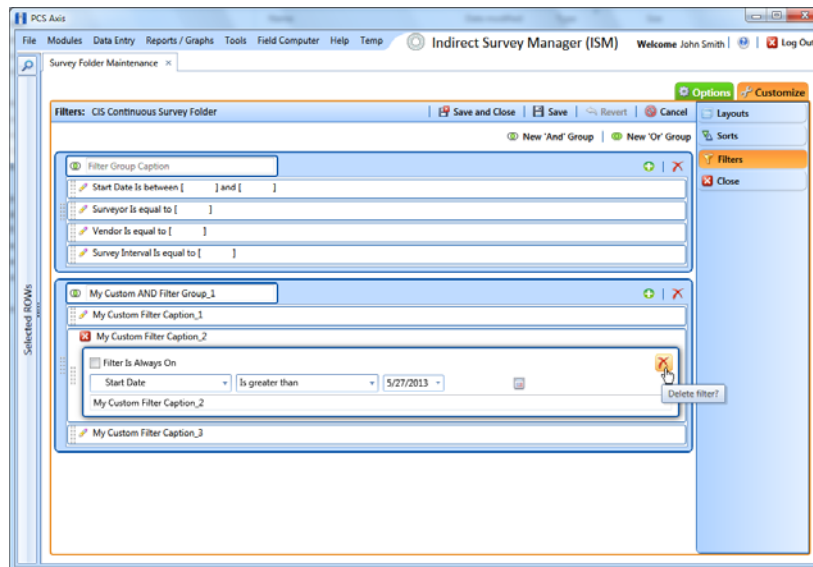 PCS Axis
File Modules Data Entry Reports / Graphs Tools Field Computer Help Temp Indirect Survey Manager (ISM) Welcome John Smith | | Log Out
Survey Folder Maintenance ×
Options Customize
Filters: CIS Continuous Survey Folder | Save and Close | Save | Revert | Cancel
Layouts
New 'And' Group | New 'Or' Group
Sorts
Filters
Close
Filter Group Caption
Start Date Is between [ ] and [ ]
Surveyor Is equal to [ ]
Vendor Is equal to [ ]
Survey Interval Is equal to [ ]
Selected ROWs
My Custom AND Filter Group_1
My Custom Filter Caption_1
My Custom Filter Caption_2
Filter Is Always On
Start Date Is greater than 5/27/2013
Delete filter?
My Custom Filter Caption_2
My Custom Filter Caption_3